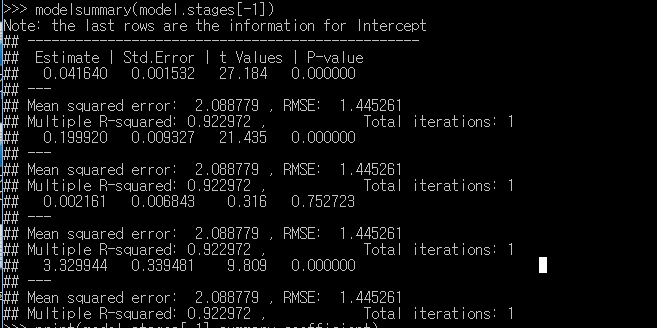 >>> modelsummary(model.stages[-1])
Note: the last rows are the information for Intercept
## -------------------------------------------------
##  Estimate | Std.Error | t Values | P-value
##   0.041640   0.001532   27.184   0.000000
## ---
## Mean squared error:  2.088779 , RMSE:  1.445261
## Multiple R-squared: 0.922972 ,            Total iterations: 1
##   0.199920   0.009327   21.435   0.000000
## ---
## Mean squared error:  2.088779 , RMSE:  1.445261
## Multiple R-squared: 0.922972 ,            Total iterations: 1
##   0.002161   0.006843    0.316   0.752723
## ---
## Mean squared error:  2.088779 , RMSE:  1.445261
## Multiple R-squared: 0.922972 ,            Total iterations: 1
##   3.329944   0.339481    9.809   0.000000
## ---
## Mean squared error:  2.088779 , RMSE:  1.445261
## Multiple R-squared: 0.922972 ,            Total iterations: 1